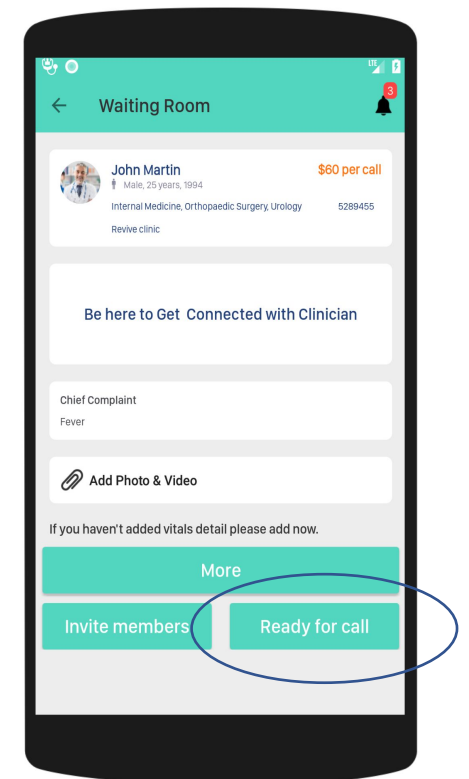 LTE
Waiting Room
3
John Martin
$60 per call
Male, 25 years, 1994
Internal Medicine, Orthopaedic Surgery, Urology
5289455
Revive clinic
Be here to Get Connected with Clinician
Chief Complaint
Fever
Add Photo & Video
If you haven't added vitals detail please add now.
More
Invite members
Ready for call